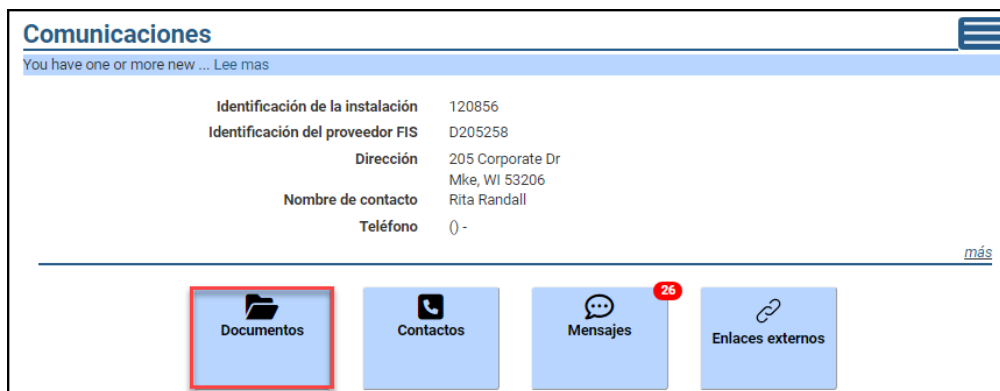 Comunicaciones
You have one or more new ... Lee mas
Identificación de la instalación 120856
Identificación del proveedor FIS D205258
Dirección 205 Corporate Dr
Mke, WI 53206
Nombre de contacto Rita Randall
Teléfono () -
más
Documentos
Contactos
26
Mensajes
Enlaces externos